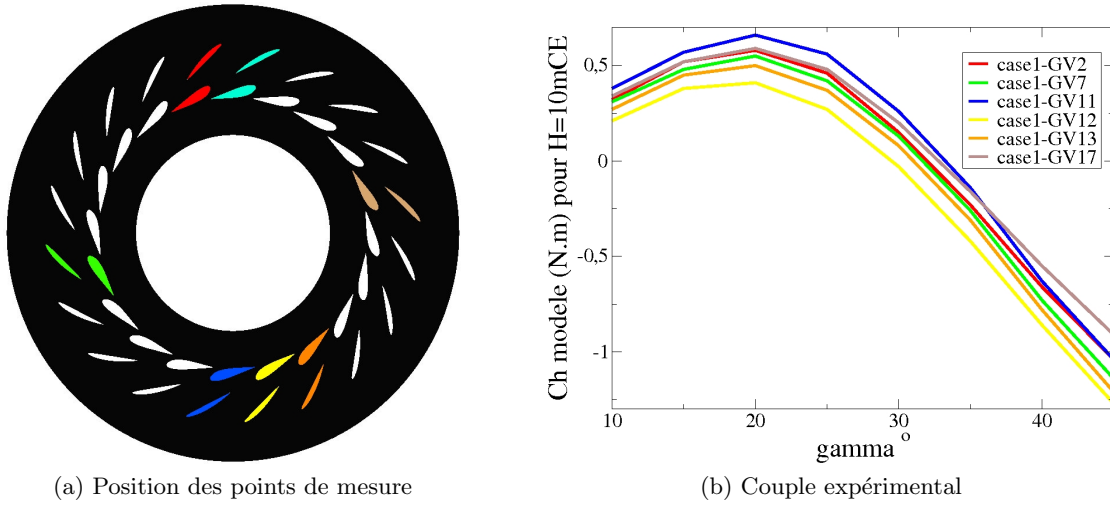 Ch modele (N.m) pour H=10mCE
0,5
0
-0,5
-1
case1-GV2
case1-GV7
case1-GV11
case1-GV12
case1-GV13
case1-GV17
10
20
30
40
gamma °
(a) Position des points de mesure
(b) Couple expérimental